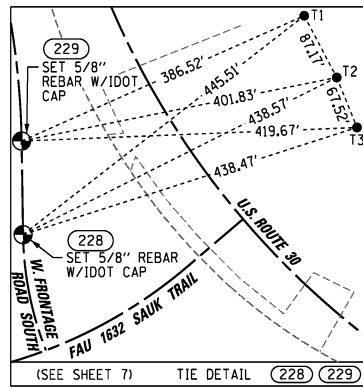 T1
229
SET 5/8"
REBAR W/IDOT
CAP
386.52'
445.51'
87.17'
T2
401.83'
438.57'
67.52'
419.67'
T3
438.47'
228
SET 5/8" REBAR
W/IDOT CAP
U.S. ROUTE 30
W. FRONTAGE
ROAD SOUTH
FAU 1632 SAUK TRAIL
(SEE SHEET 7) TIE DETAIL 228 229